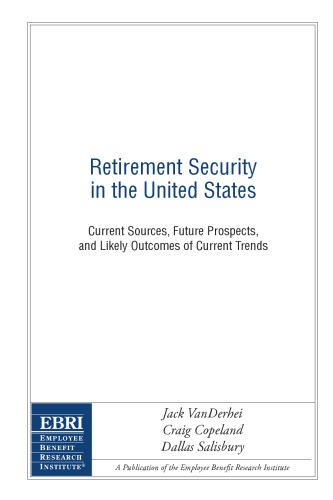 Retirement Security
in the United States
Current Sources, Future Prospects,
and Likely Outcomes of Current Trends
EBRI
EMPLOYEE
BENEFIT
RESEARCH
INSTITUTE®
Jack VanDerhei
Craig Copeland
Dallas Salisbury
A Publication of the Employee Benefit Research Institute